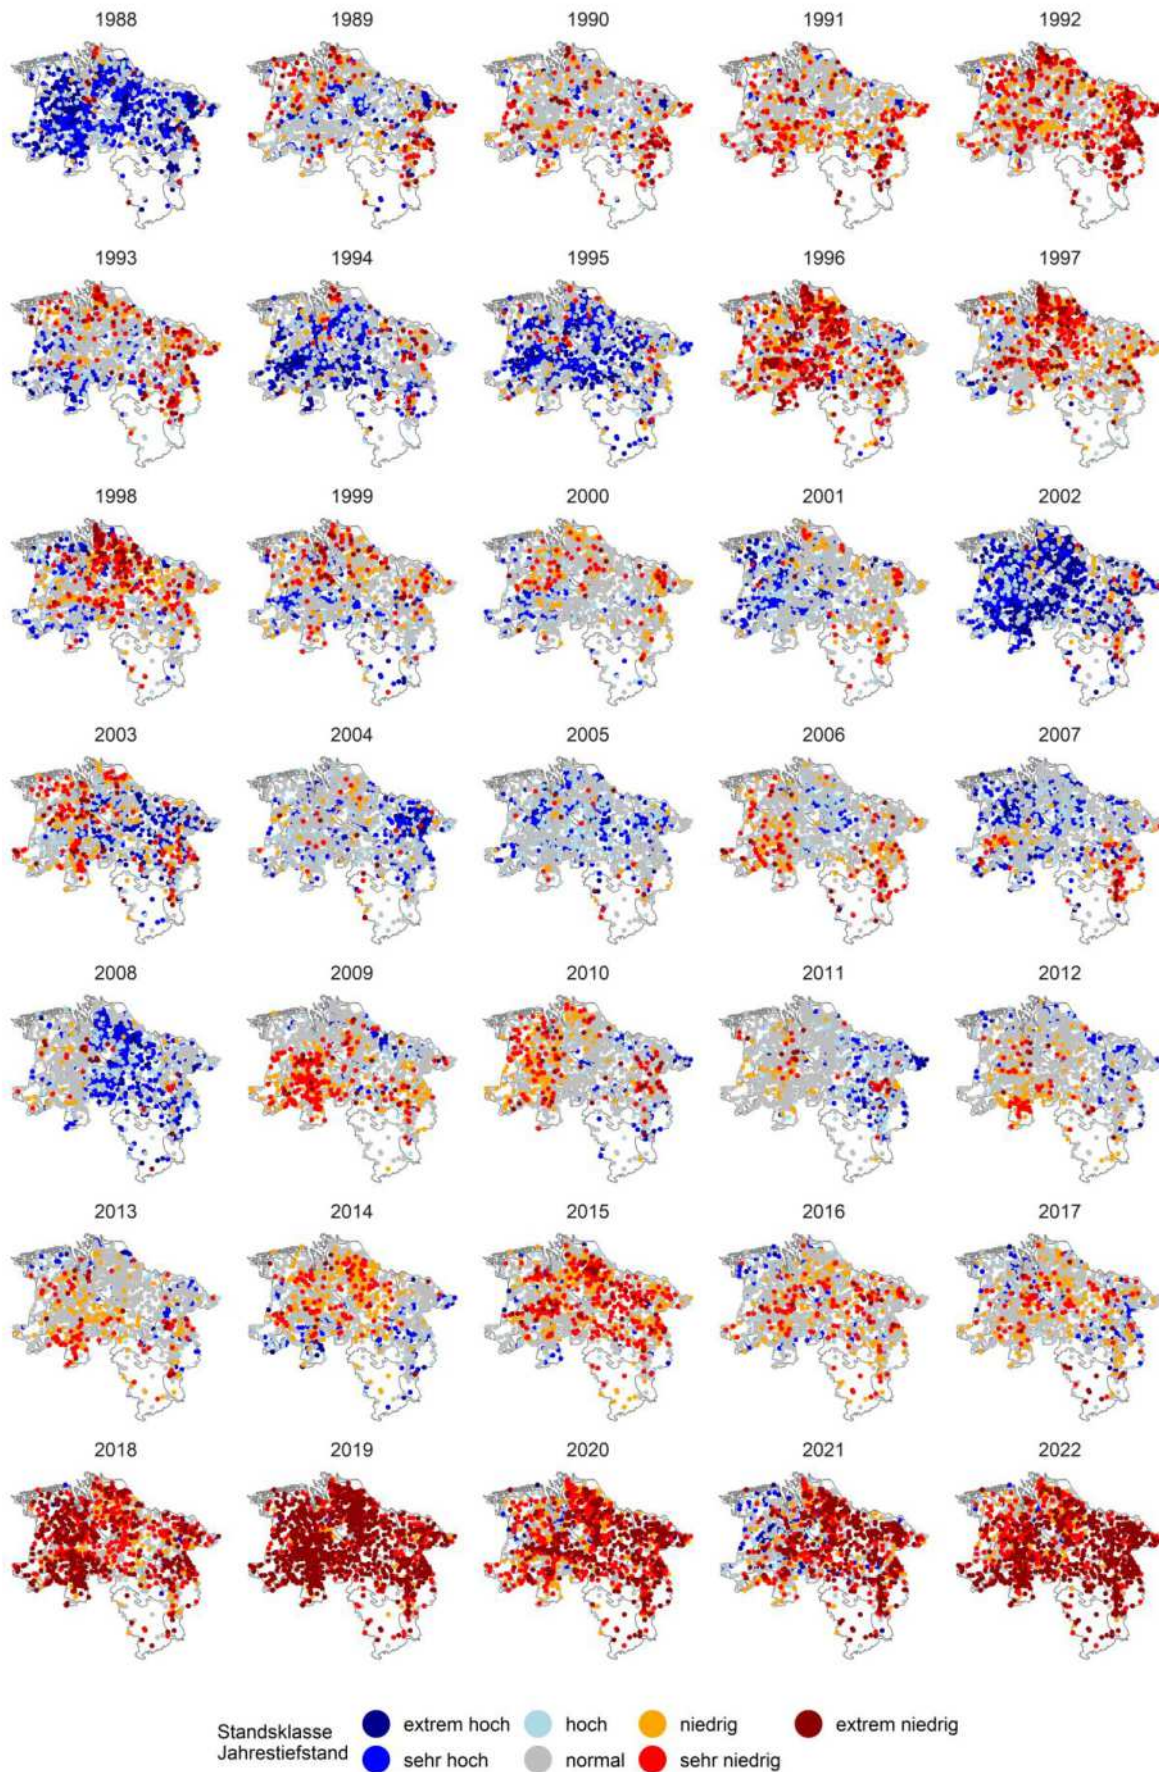 1988 1989 1990 1991 1992
1993 1994 1995 1996 1997
1998 1999 2000 2001 2002
2003 2004 2005 2006 2007
2008 2009 2010 2011 2012
2013 2014 2015 2016 2017
2018 2019 2020 2021 2022
Standsklasse
Jahrestiefstand
extrem hoch hoch niedrig extrem niedrig
sehr hoch normal sehr niedrig